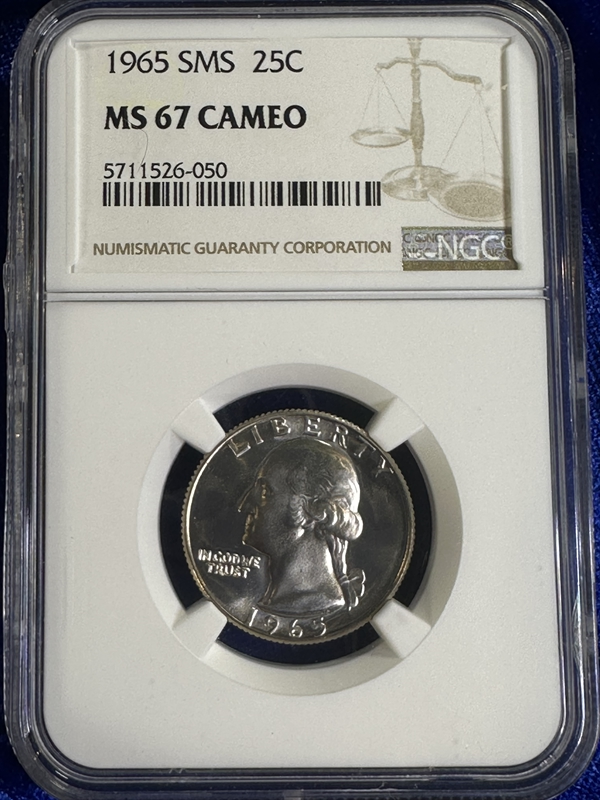 1965 SMS 25C
MS 67 CAMEO
5711526-050
NUMISMATIC GUARANTY CORPORATION
NGC
LIBERTY
IN GOD WE
TRUST
1965